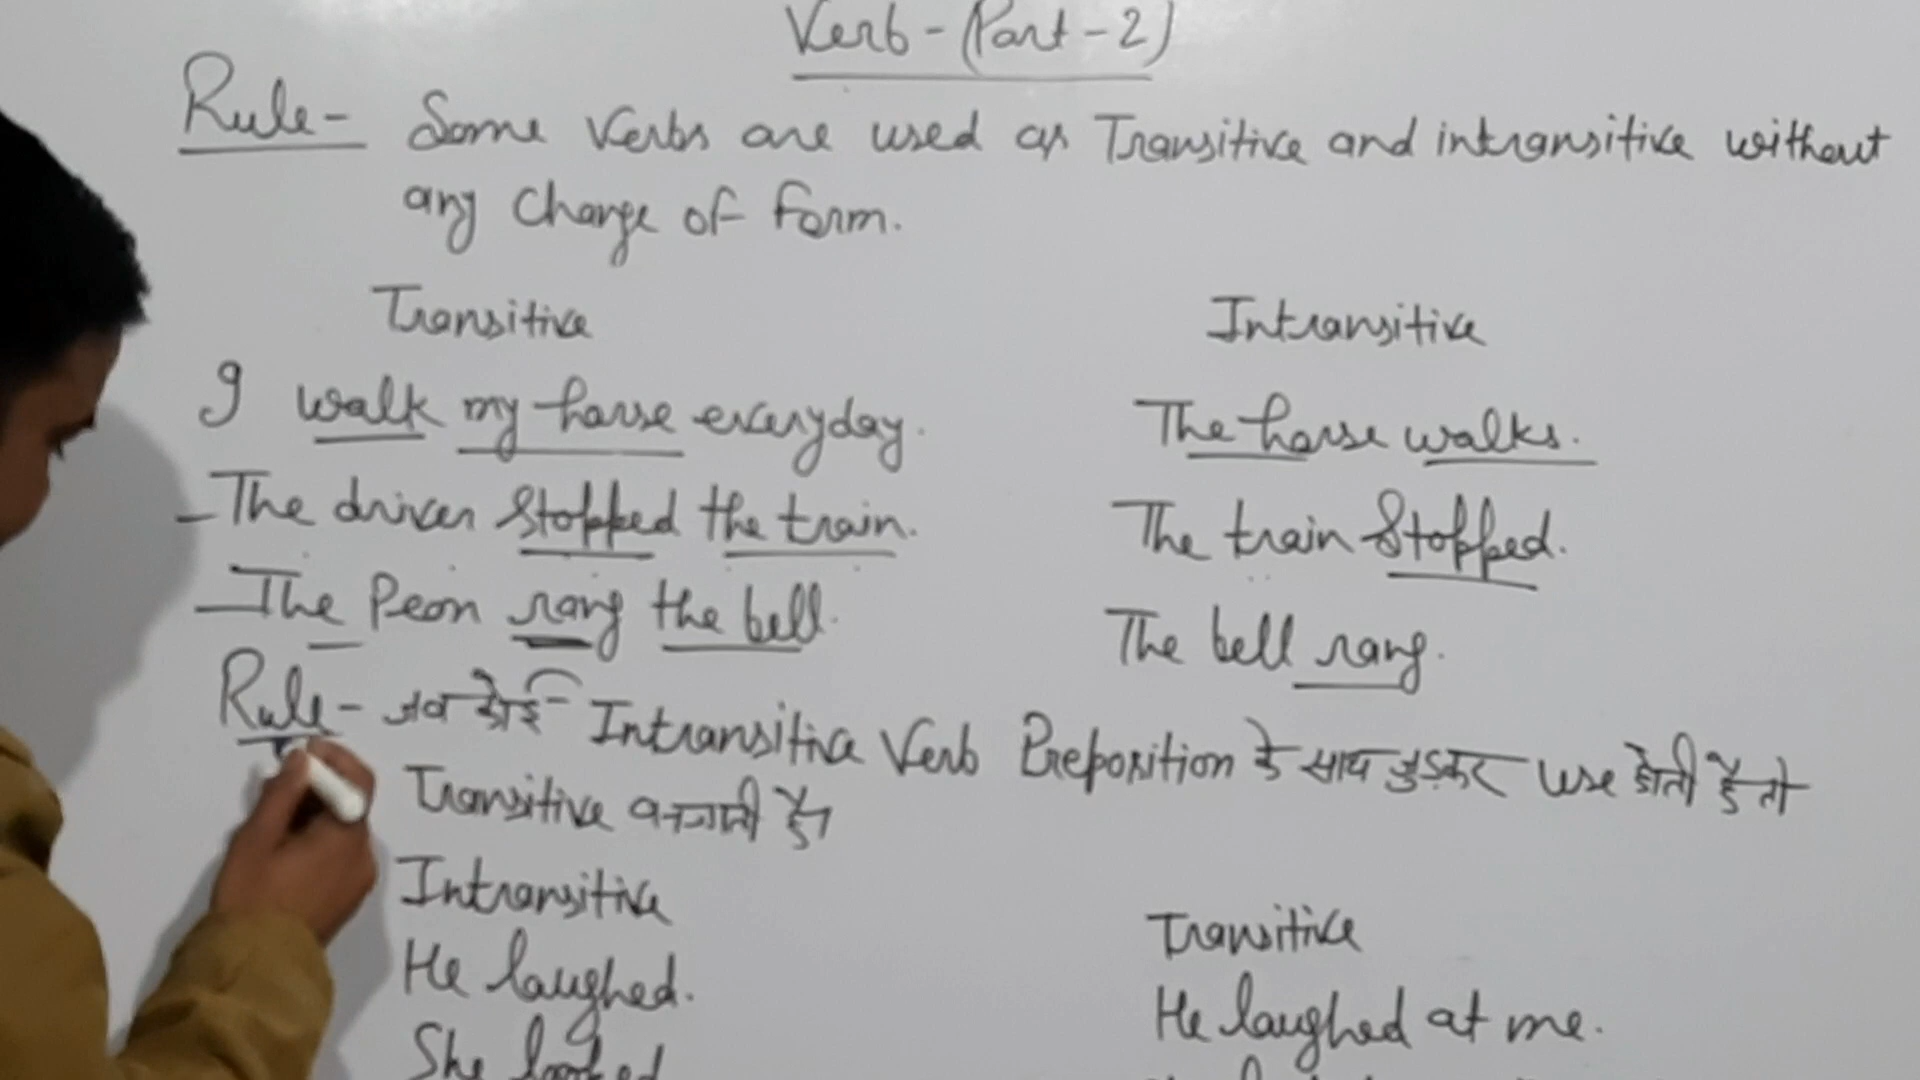 Verb - (Part - 2)
Rule - Some Verbs are used as Transitive and intransitive without
any change of form.
Transitive Intransitive
I walk my horse everyday. The horse walks.
The driver stopped the train. The train stopped.
The Peon rang the bell. The bell rang.
Rule - जब कोई Intransitive Verb Preposition के साथ जुड़कर use होती है तो
Transitive बनजाती है।
Intransitive Transitive
He laughed. He laughed at me.
She looked